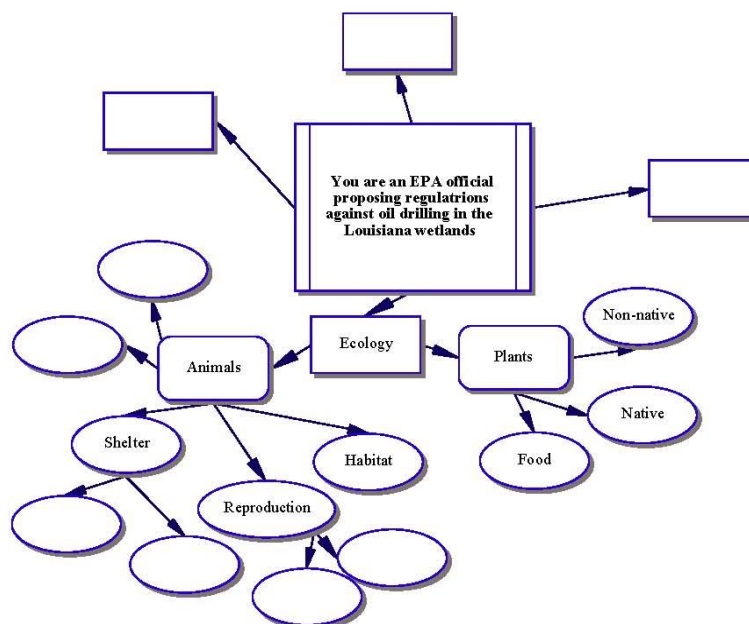 You are an EPA official
proposing regulatrions
against oil drilling in the
Louisiana wetlands
Non-native
Ecology
Plants
Animals
Native
Shelter
Habitat
Food
Reproduction